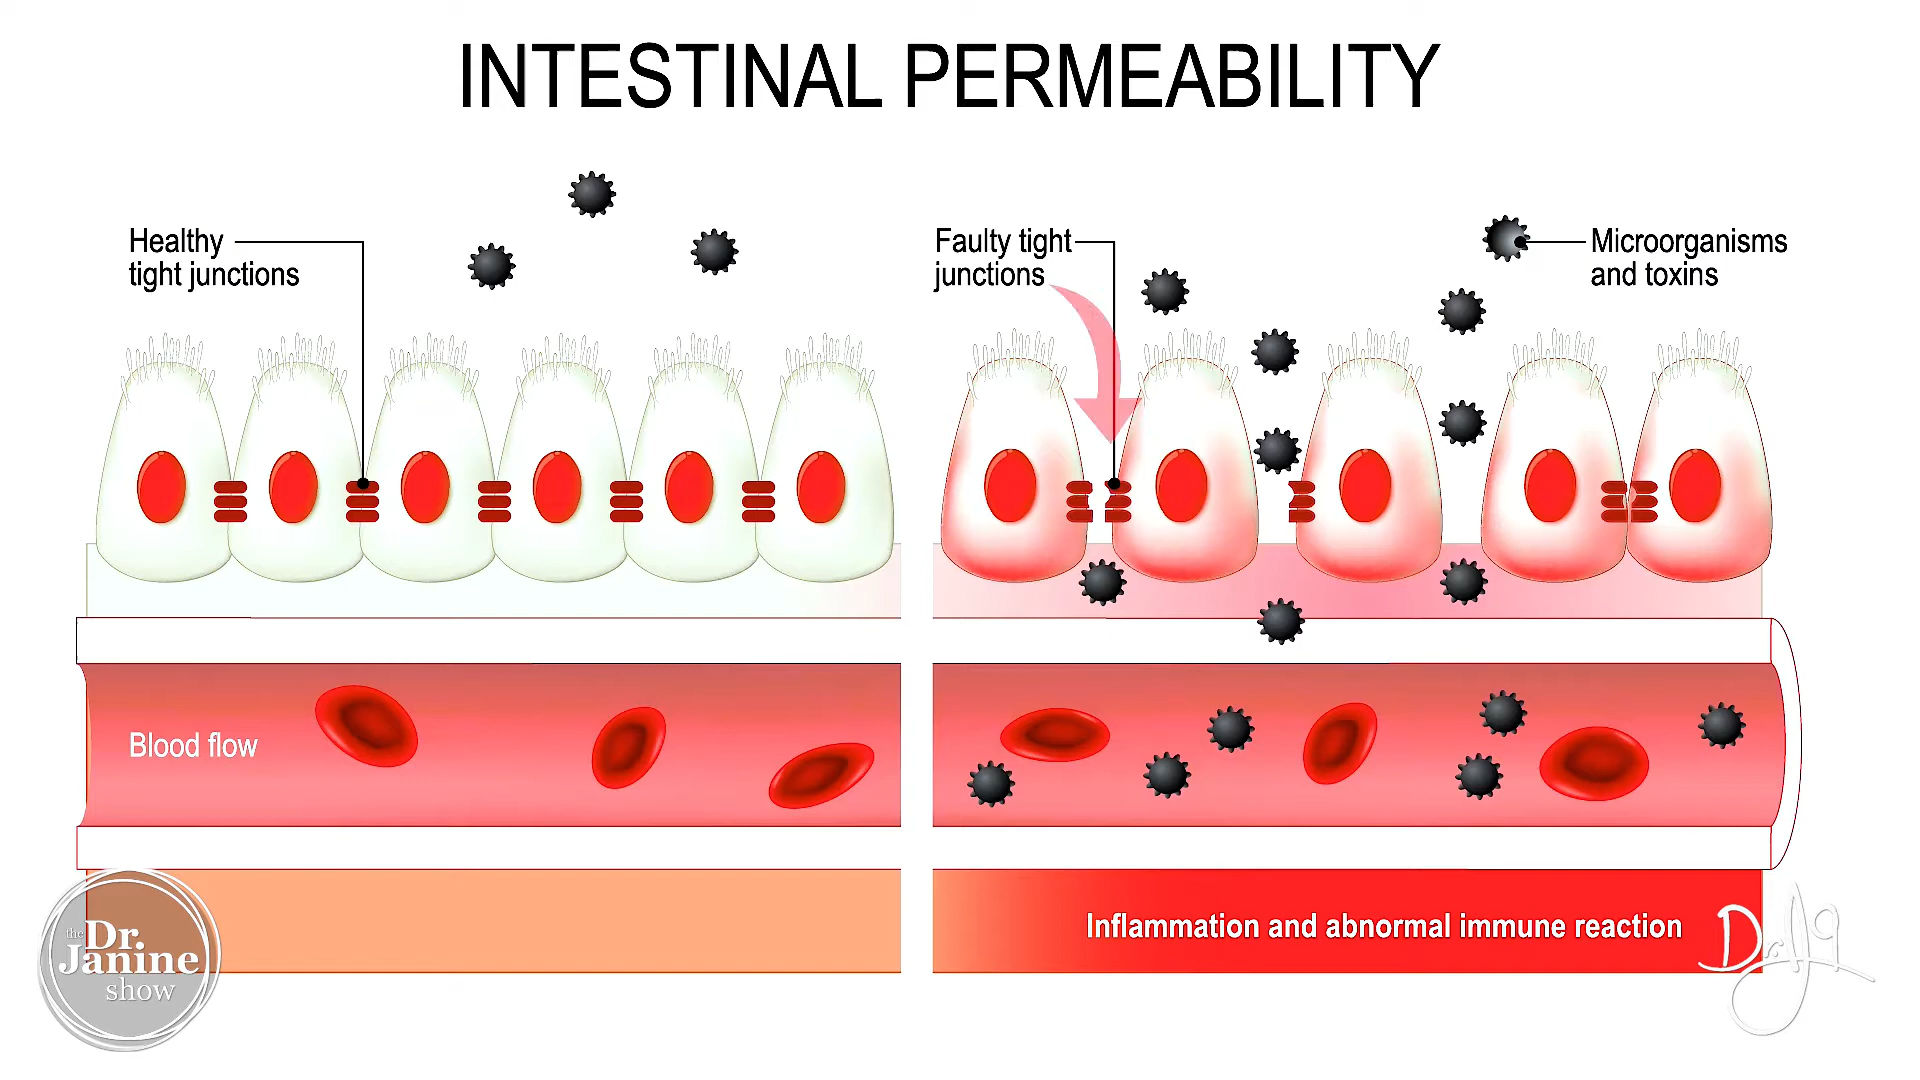 INTESTINAL PERMEABILITY
Healthy
tight junctions
Faulty tight
junctions
Microorganisms
and toxins
Blood flow
Inflammation and abnormal immune reaction
the Dr.
Janine
show